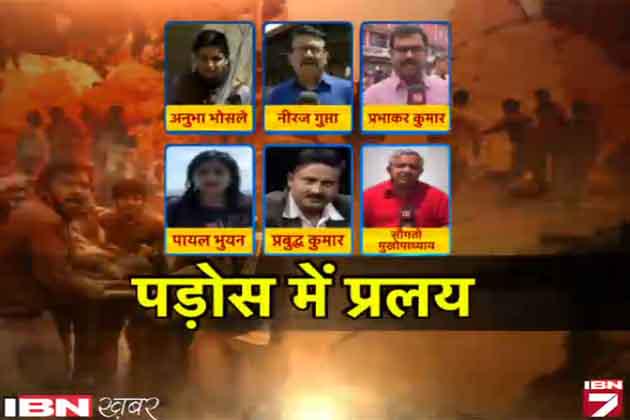 अनुभा भोसले
नीरज गुप्ता
प्रभाकर कुमार
पायल भुयन
प्रबुद्ध कुमार
सौगतो
मुखोपाध्याय
पड़ोस में प्रलय
IBN ख़बर
IBN
7